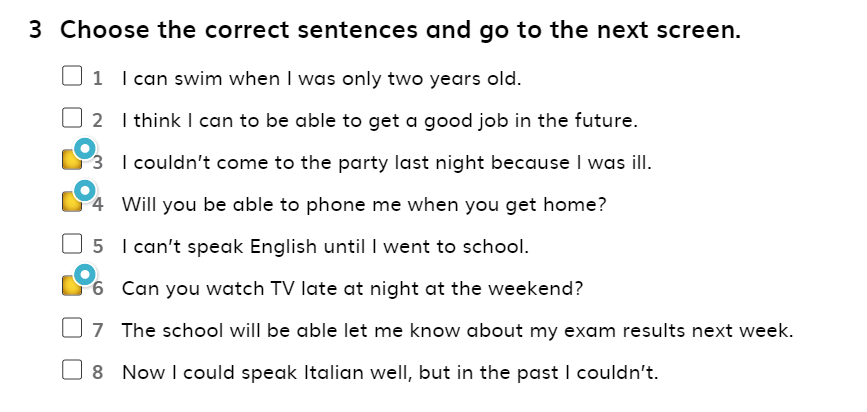 3 Choose the correct sentences and go to the next screen.
1 I can swim when I was only two years old.
2 I think I can to be able to get a good job in the future.
3 I couldn't come to the party last night because I was ill.
4 Will you be able to phone me when you get home?
5 I can't speak English until I went to school.
6 Can you watch TV late at night at the weekend?
7 The school will be able let me know about my exam results next week.
8 Now I could speak Italian well, but in the past I couldn't.